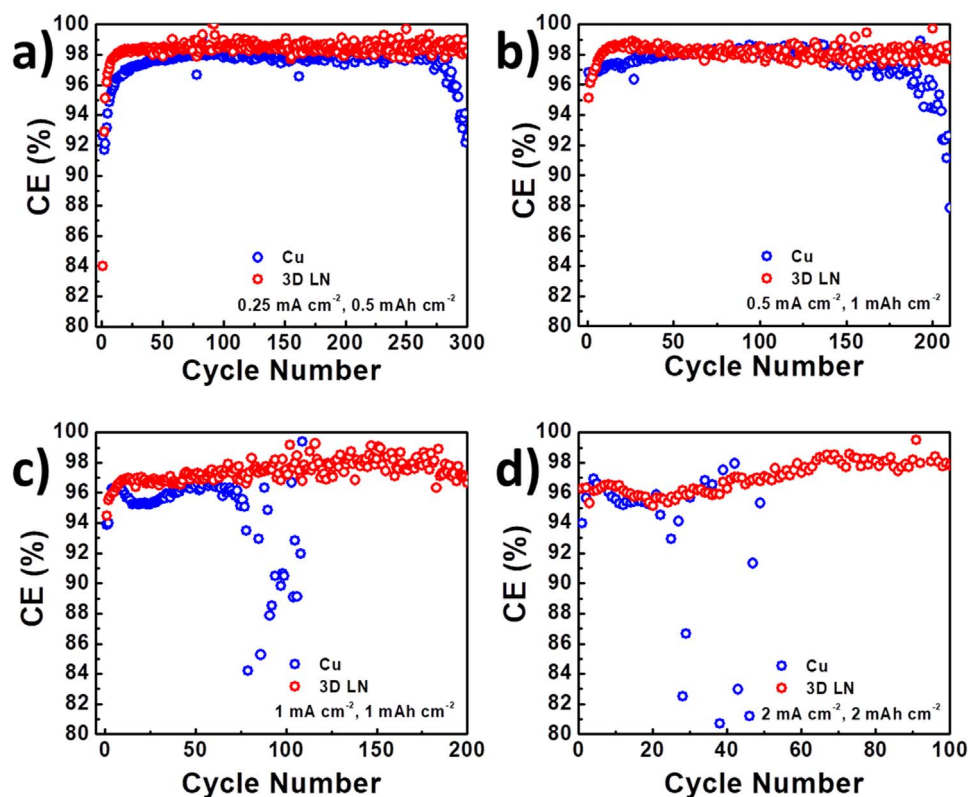 a)
100
98
96
94
92
90
88
86
84
82
80
CE (%)
Cu
3D LN
0.25 mA cm⁻², 0.5 mAh cm⁻²
0 50 100 150 200 250 300
Cycle Number
b)
100
98
96
94
92
90
88
86
84
82
80
CE (%)
Cu
3D LN
0.5 mA cm⁻², 1 mAh cm⁻²
0 50 100 150 200
Cycle Number
c)
100
98
96
94
92
90
88
86
84
82
80
CE (%)
Cu
3D LN
1 mA cm⁻², 1 mAh cm⁻²
0 50 100 150 200
Cycle Number
d)
100
98
96
94
92
90
88
86
84
82
80
CE (%)
Cu
3D LN
2 mA cm⁻², 2 mAh cm⁻²
0 20 40 60 80 100
Cycle Number